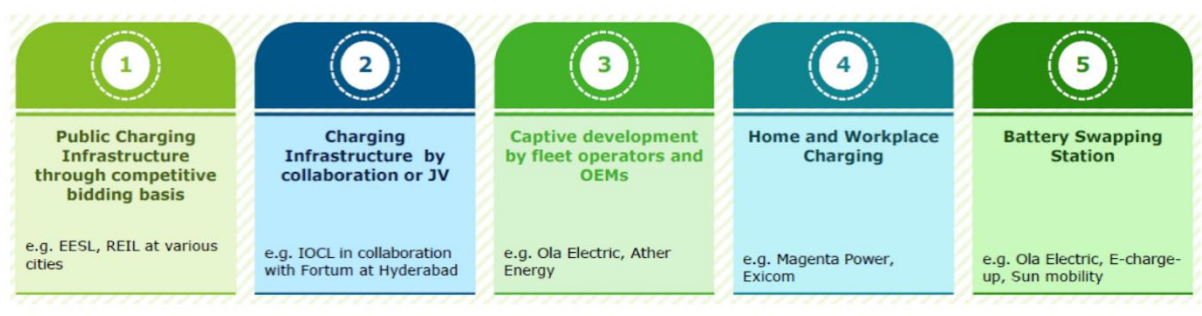 1
Public Charging
Infrastructure
through competitive
bidding basis
e.g. EESL, REIL at various
cities
2
Charging
Infrastructure by
collaboration or JV
e.g. IOCL in collaboration
with Fortum at Hyderabad
3
Captive development
by fleet operators and
OEMs
e.g. Ola Electric, Ather
Energy
4
Home and Workplace
Charging
e.g. Magenta Power,
Exicom
5
Battery Swapping
Station
e.g. Ola Electric, E-charge-
up, Sun mobility